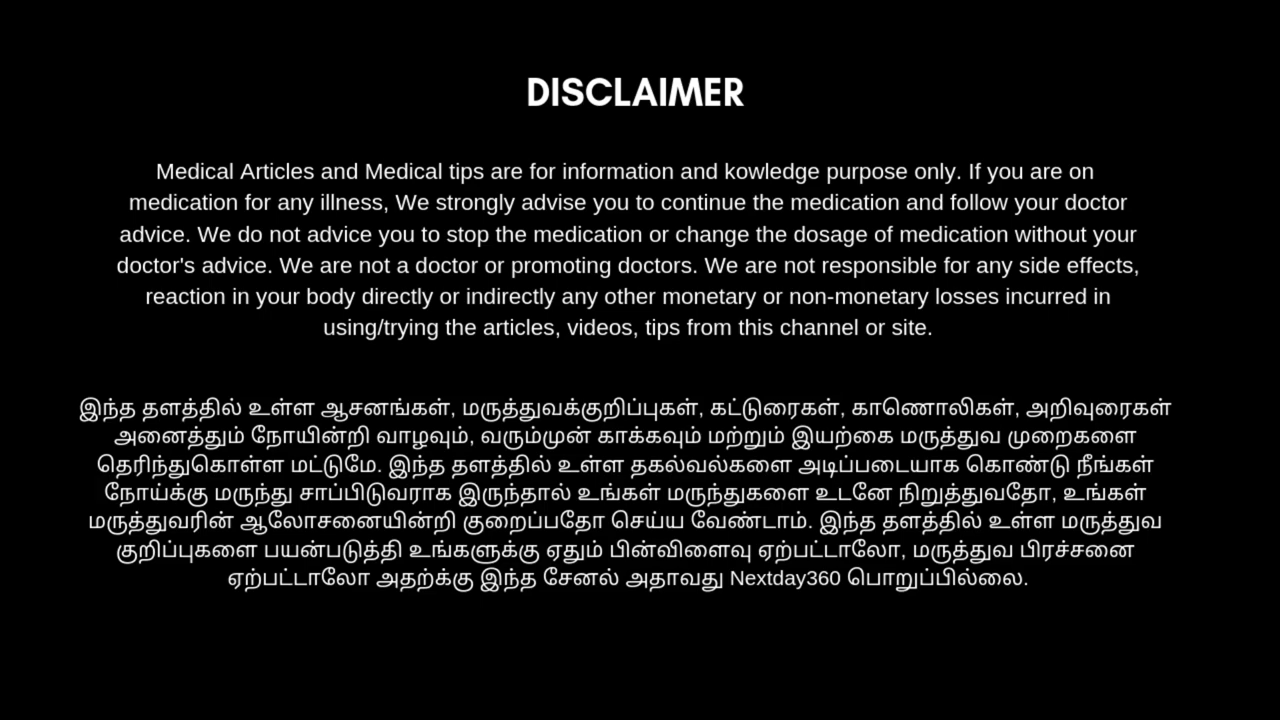 DISCLAIMER
Medical Articles and Medical tips are for information and kowledge purpose only. If you are on
medication for any illness, We strongly advise you to continue the medication and follow your doctor
advice. We do not advice you to stop the medication or change the dosage of medication without your
doctor's advice. We are not a doctor or promoting doctors. We are not responsible for any side effects,
reaction in your body directly or indirectly any other monetary or non-monetary losses incurred in
using/trying the articles, videos, tips from this channel or site.
இந்த தளத்தில் உள்ள ஆசனங்கள், மருத்துவக்குறிப்புகள், கட்டுரைகள், காணொலிகள், அறிவுரைகள்
அனைத்தும் நோயின்றி வாழவும், வரும்முன் காக்கவும் மற்றும் இயற்கை மருத்துவ முறைகளை
தெரிந்துகொள்ள மட்டுமே. இந்த தளத்தில் உள்ள தகல்வல்களை அடிப்படையாக கொண்டு நீங்கள்
நோய்க்கு மருந்து சாப்பிடுவராக இருந்தால் உங்கள் மருந்துகளை உடனே நிறுத்துவதோ, உங்கள்
மருத்துவரின் ஆலோசனையின்றி குறைப்பதோ செய்ய வேண்டாம். இந்த தளத்தில் உள்ள மருத்துவ
குறிப்புகளை பயன்படுத்தி உங்களுக்கு ஏதும் பின்விளைவு ஏற்பட்டாலோ, மருத்துவ பிரச்சனை
ஏற்பட்டாலோ அதற்க்கு இந்த சேனல் அதாவது Nextday360 பொறுப்பில்லை.